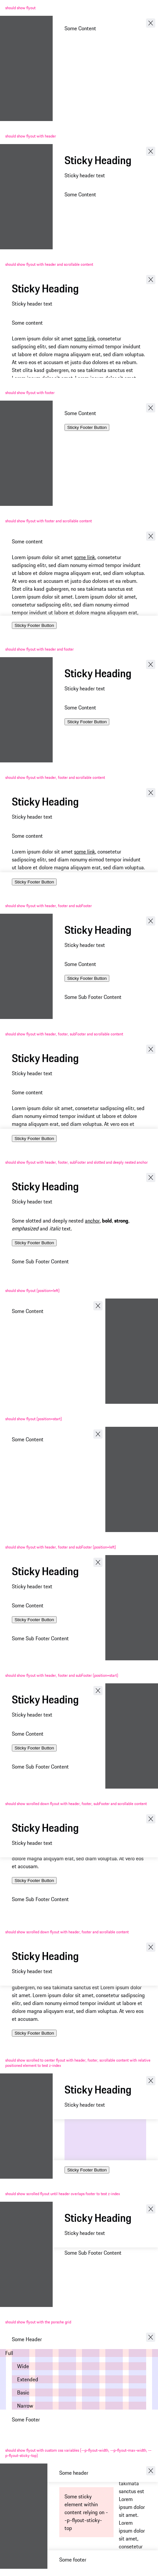 should show flyout
Some Content
should show flyout with header
Sticky Heading
Sticky header text
Some Content
should show flyout with header and scrollable content
Sticky Heading
Sticky header text
Some content
Lorem ipsum dolor sit amet some link, consetetur
sadipscing elitr, sed diam nonumy eirmod tempor invidunt
ut labore et dolore magna aliquyam erat, sed diam voluptua.
At vero eos et accusam et justo duo dolores et ea rebum.
Stet clita kasd gubergren, no sea takimata sanctus est
should show flyout with footer
Some Content
Sticky Footer Button
should show flyout with footer and scrollable content
Some content
Lorem ipsum dolor sit amet some link, consetetur
sadipscing elitr, sed diam nonumy eirmod tempor invidunt
ut labore et dolore magna aliquyam erat, sed diam voluptua.
At vero eos et accusam et justo duo dolores et ea rebum.
Stet clita kasd gubergren, no sea takimata sanctus est
Lorem ipsum dolor sit amet. Lorem ipsum dolor sit amet,
consetetur sadipscing elitr, sed diam nonumy eirmod
tempor invidunt ut labore et dolore magna aliquyam erat,
Sticky Footer Button
should show flyout with header and footer
Sticky Heading
Sticky header text
Some Content
Sticky Footer Button
should show flyout with header, footer and scrollable content
Sticky Heading
Sticky header text
Some content
Lorem ipsum dolor sit amet some link, consetetur
sadipscing elitr, sed diam nonumy eirmod tempor invidunt
ut labore et dolore magna aliquyam erat, sed diam voluptua.
Sticky Footer Button
should show flyout with header, footer and subFooter
Sticky Heading
Sticky header text
Some Content
Sticky Footer Button
Some Sub Footer Content
should show flyout with header, footer, subFooter and scrollable content
Sticky Heading
Sticky header text
Some content
Lorem ipsum dolor sit amet, consetetur sadipscing elitr, sed
diam nonumy eirmod tempor invidunt ut labore et dolore
magna aliquyam erat, sed diam voluptua. At vero eos et
Sticky Footer Button
should show flyout with header, footer, subFooter and slotted and deeply nested anchor
Sticky Heading
Sticky header text
Some slotted and deeply nested anchor, bold, strong,
emphasized and italic text.
Sticky Footer Button
Some Sub Footer Content
should show flyout (position=left)
Some Content
should show flyout (position=start)
Some Content
should show flyout with header, footer and subFooter (position=left)
Sticky Heading
Sticky header text
Some Content
Sticky Footer Button
Some Sub Footer Content
should show flyout with header, footer and subFooter (position=start)
Sticky Heading
Sticky header text
Some Content
Sticky Footer Button
Some Sub Footer Content
should show scrolled down flyout with header, footer, subFooter and scrollable content
Sticky Heading
Sticky header text
dolore magna aliquyam erat, sed diam voluptua. At vero eos
et accusam.
Sticky Footer Button
Some Sub Footer Content
should show scrolled down flyout with header, footer and scrollable content
Sticky Heading
Sticky header text
gubergren, no sea takimata sanctus est Lorem ipsum dolor
sit amet. Lorem ipsum dolor sit amet, consetetur sadipscing
elitr, sed diam nonumy eirmod tempor invidunt ut labore et
dolore magna aliquyam erat, sed diam voluptua. At vero eos
et accusam.
Sticky Footer Button
should show scrolled to center flyout with header, footer, scrollable content with relative
positioned element to test z-index
Sticky Heading
Sticky header text
Sticky Footer Button
should show scrolled flyout until header overlaps footer to test z-index
Sticky Heading
Sticky header text
Some Sub Footer Content
should show flyout with the porsche grid
Some Header
Full
Wide
Extended
Basic
Narrow
Some Footer
should show flyout with custom css variables (--p-flyout-width, --p-flyout-max-width, --
p-flyout-sticky-top)
Some header
Some sticky
element within
content relying on -
-p-flyout-sticky-
top
takimata
sanctus est
Lorem
ipsum dolor
sit amet.
Lorem
ipsum dolor
sit amet,
consetetur
Some footer